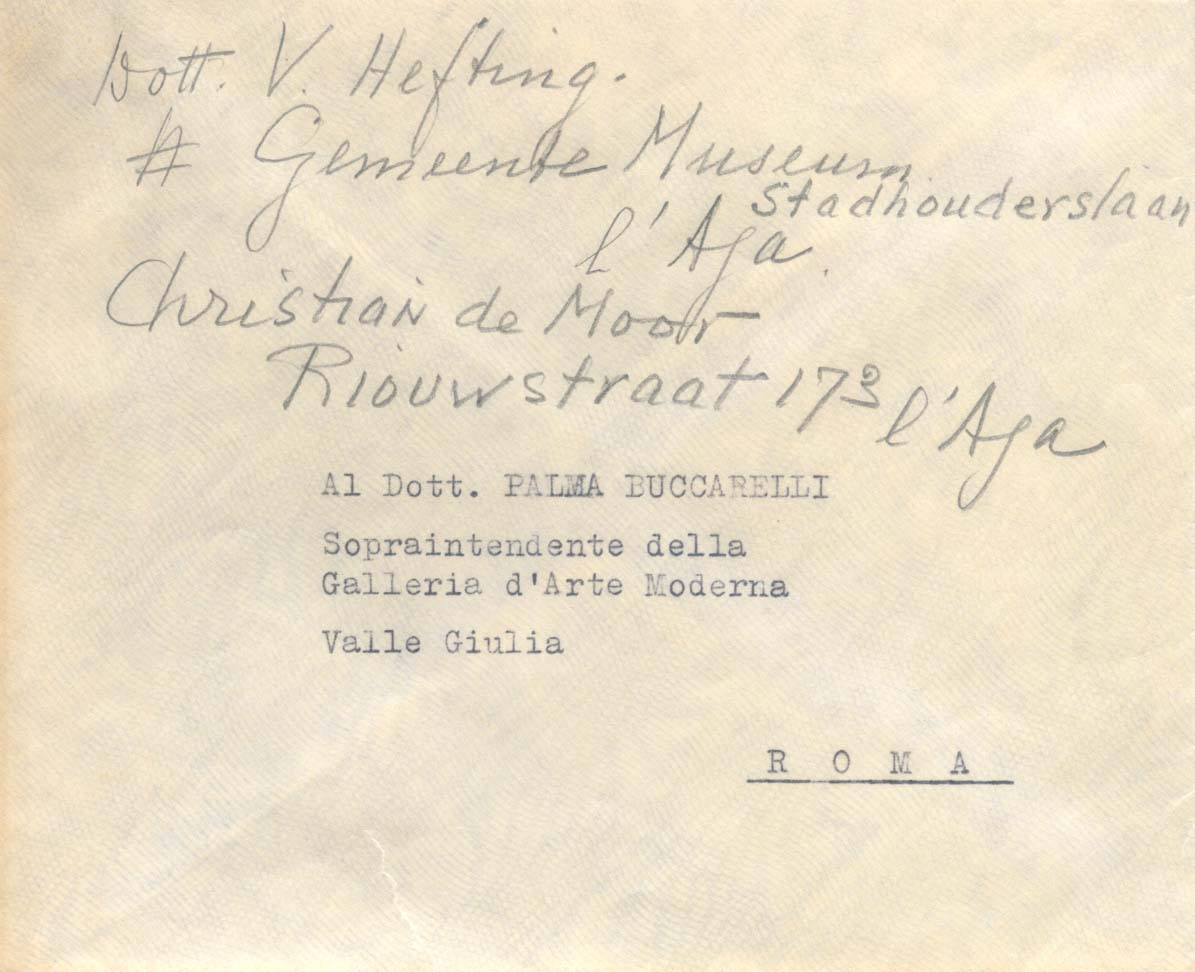 Dott. V. Hefting.
# Gemeente Museum
Stadhouderslaan
l'Aja.
Christian de Moor
Riouwstraat 173 l'Aja
Al Dott. PALMA BUCCARELLI
Sopraintendente della
Galleria d'Arte Moderna
Valle Giulia
R O M A